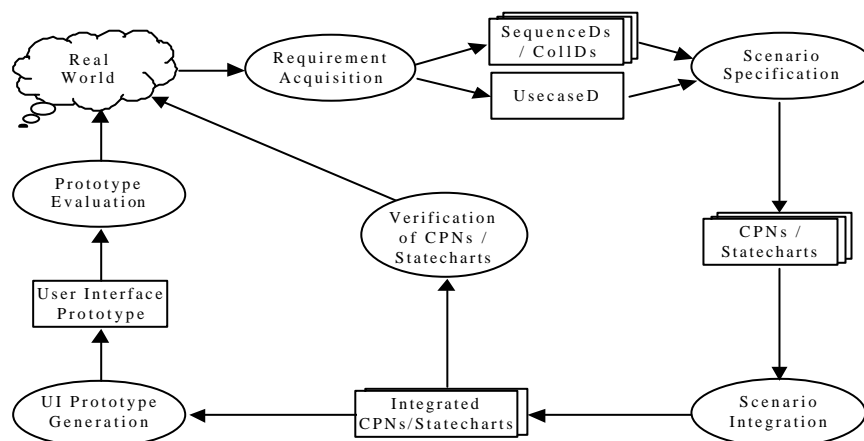 Real
World
Requirement
Acquisition
SequenceDs
/ CollDs
UsecaseD
Scenario
Specification
Prototype
Evaluation
Verification
of CPNs /
Statecharts
CPNs /
Statecharts
User Interface
Prototype
UI Prototype
Generation
Integrated
CPNs/Statecharts
Scenario
Integration